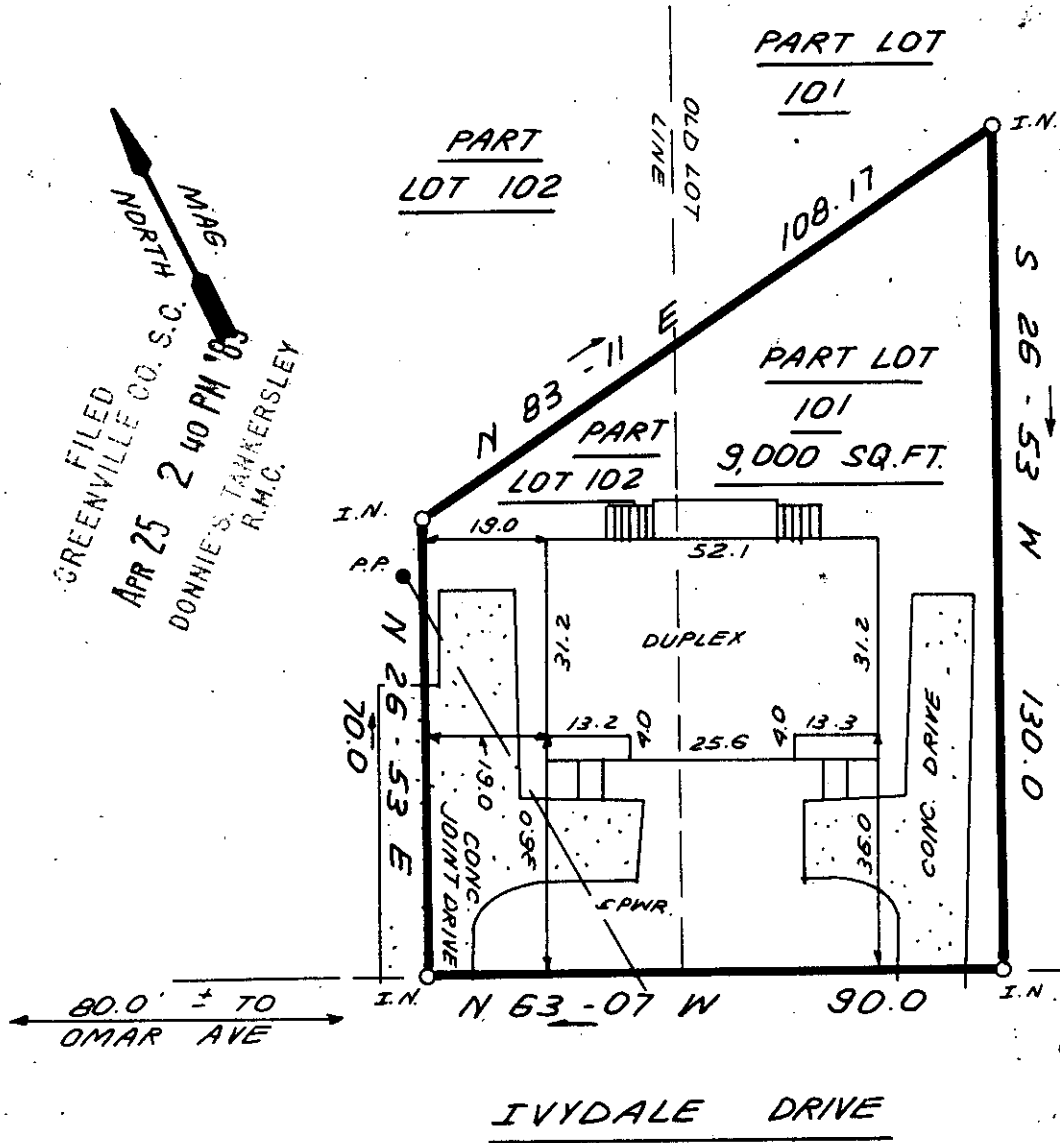 PART LOT
101
I.N.
PART
LOT 102
OLD LOT
LINE
MAG.
NORTH
FILED
GREENVILLE CO. S.C.
APR 25 2 40 PM
DONNIE S. TANKERSLEY
R.M.C.
N 83-11 E
108.17
S 26-53 W
130.0
PART LOT
101
9,000 SQ.FT.
PART
LOT 102
I.N.
19.0
52.1
P.P.
31.2
DUPLEX
31.2
N 26-53 E
70.0
13.2
4.0
25.6
4.0
13.3
19.0
36.0
36.0
CONC.
JOINT DRIVE
CONC. DRIVE
PWR.
I.N.
N 63-07 W
90.0
I.N.
80.0' ± TO
OMAR AVE
IVYDALE DRIVE